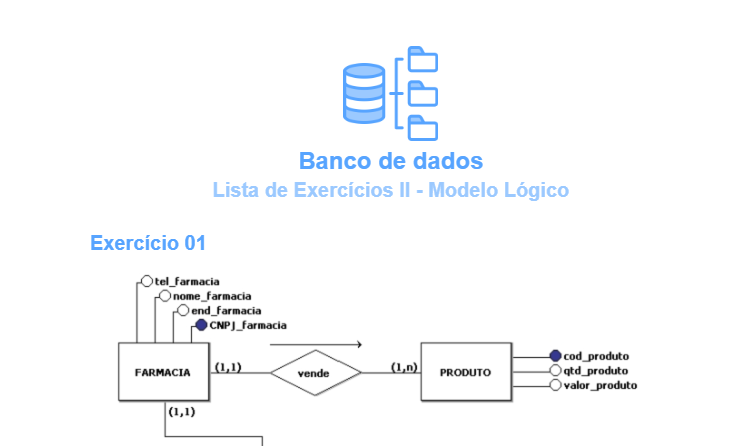 Banco de dados
Lista de Exercícios II - Modelo Lógico
Exercício 01
tel_farmacia
nome_farmacia
end_farmacia
CNPJ_farmacia
FARMACIA
(1,1)
vende
(1,n)
PRODUTO
cod_produto
qtd_produto
valor_produto
(1,1)